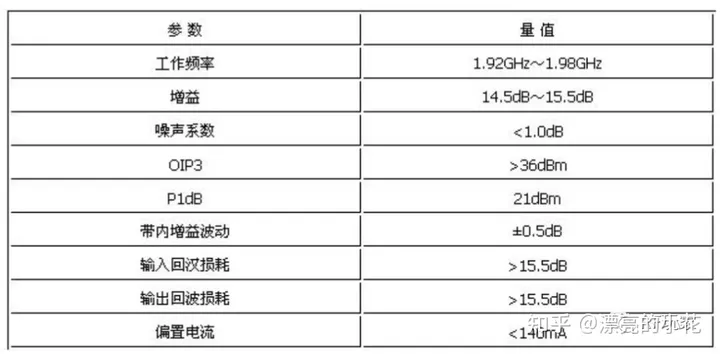 参数 量值
工作频率 1.92GHz～1.98GHz
增益 14.5dB～15.5dB
噪声系数 <1.0dB
OIP3 >36dBm
P1dB 21dBm
带内增益波动 ±0.5dB
输入回汉损耗 >15.5dB
输出回波损耗 >15.5dB
偏置电流 <140mA
知乎 @漂亮的小花